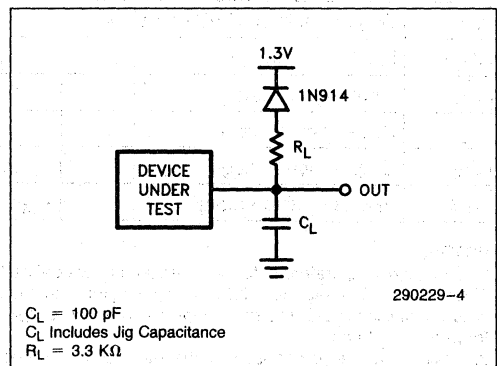 1.3V
1N914
R_L
DEVICE
UNDER
TEST
OUT
C_L
290229-4
C_L = 100 pF
C_L Includes Jig Capacitance
R_L = 3.3 KΩ